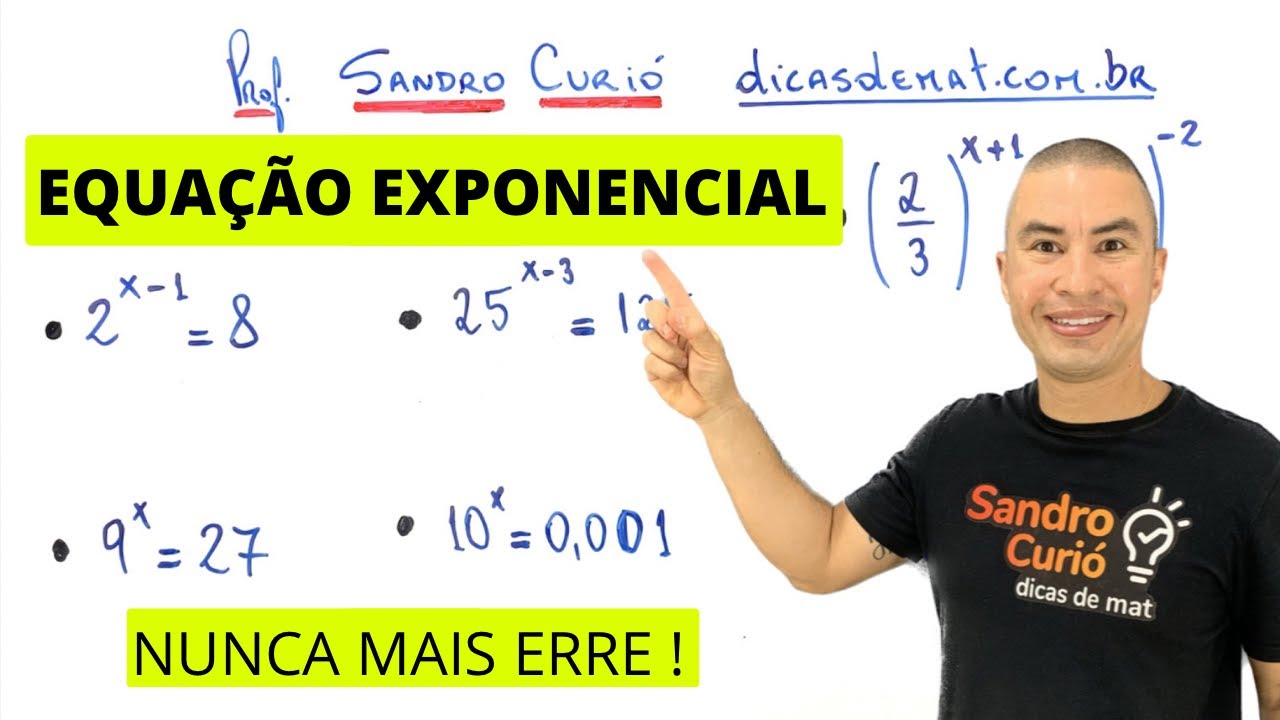 Prof. Sandro Curió dicasdemat.com.br
EQUAÇÃO EXPONENCIAL
(2/3)^(x+1) )^(-2)
• 2^(x-1) = 8
• 25^(x-3) =
• 9^x = 27
• 10^x = 0,001
NUNCA MAIS ERRE !
Sandro
Curió
dicas de mat